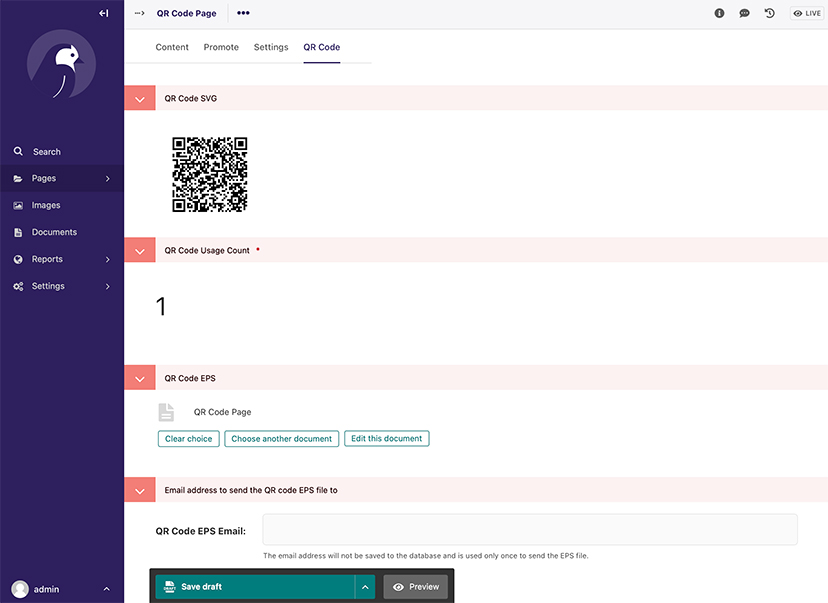 QR Code Page
LIVE
Content Promote Settings QR Code
Search
Pages
Images
Documents
Reports
Settings
admin
QR Code SVG
QR Code Usage Count *
1
QR Code EPS
QR Code Page
Clear choice Choose another document Edit this document
Email address to send the QR code EPS file to
QR Code EPS Email:
The email address will not be saved to the database and is used only once to send the EPS file.
DRAFT Save draft Preview